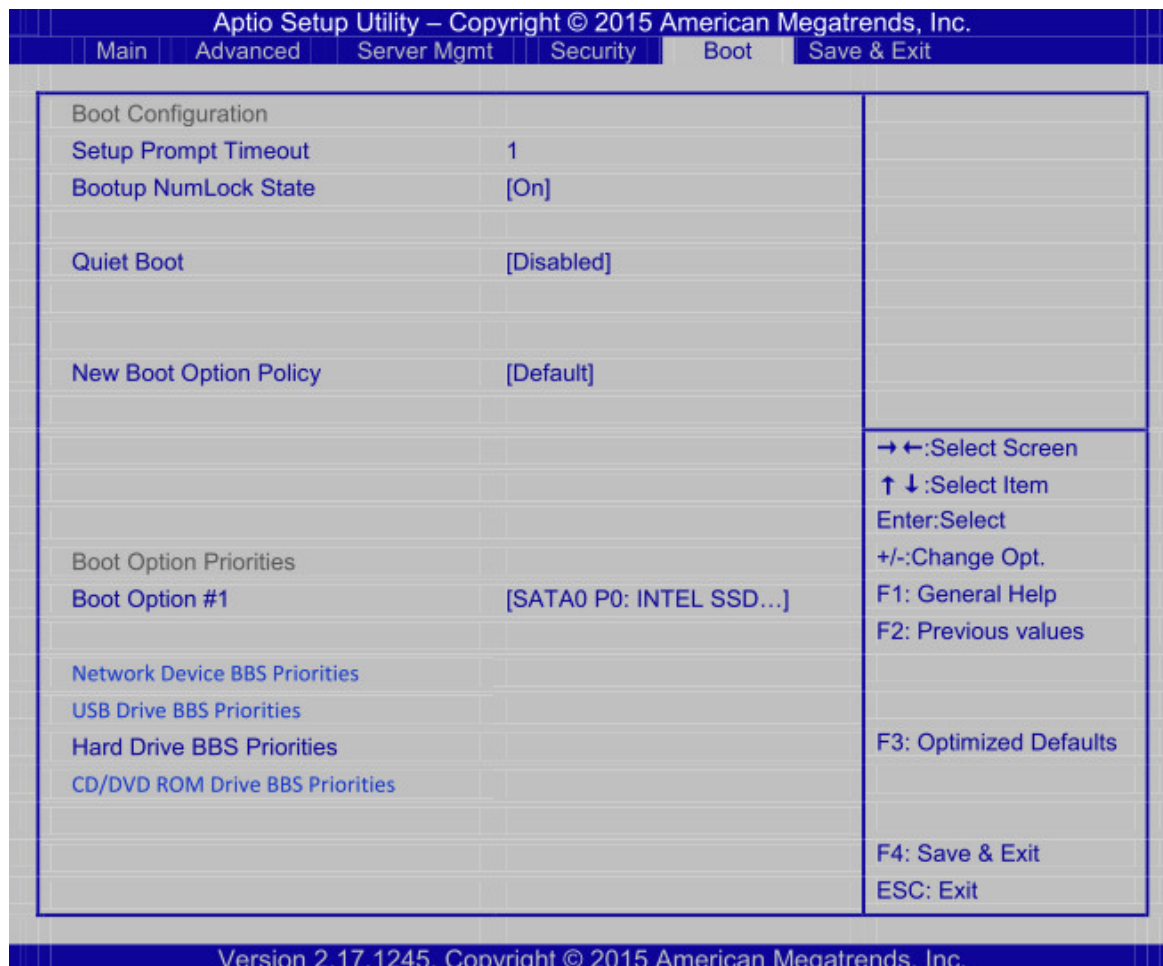 Aptio Setup Utility – Copyright © 2015 American Megatrends, Inc.
Main Advanced Server Mgmt Security Boot Save & Exit
Boot Configuration
Setup Prompt Timeout 1
Bootup NumLock State [On]
Quiet Boot [Disabled]
New Boot Option Policy [Default]
Boot Option Priorities
Boot Option #1 [SATA0 P0: INTEL SSD…]
Network Device BBS Priorities
USB Drive BBS Priorities
Hard Drive BBS Priorities
CD/DVD ROM Drive BBS Priorities
→←:Select Screen
↑↓:Select Item
Enter:Select
+/-:Change Opt.
F1: General Help
F2: Previous values
F3: Optimized Defaults
F4: Save & Exit
ESC: Exit
Version 2.17.1245. Copyright © 2015 American Megatrends, Inc.